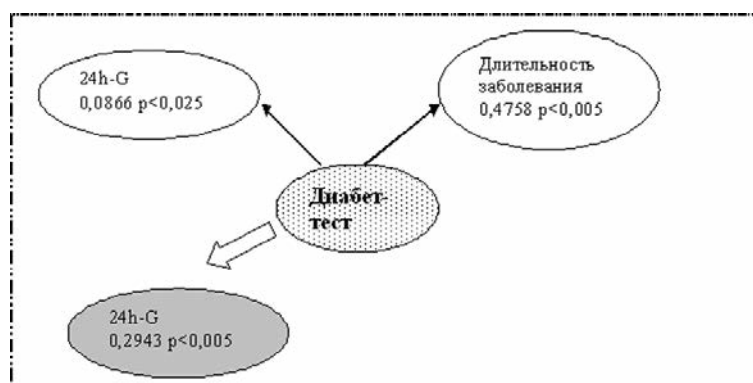 24h-G
0,0866 p<0,025
Длительность
заболевания
0,4758 p<0,005
Диабет-
тест
24h-G
0,2943 p<0,005